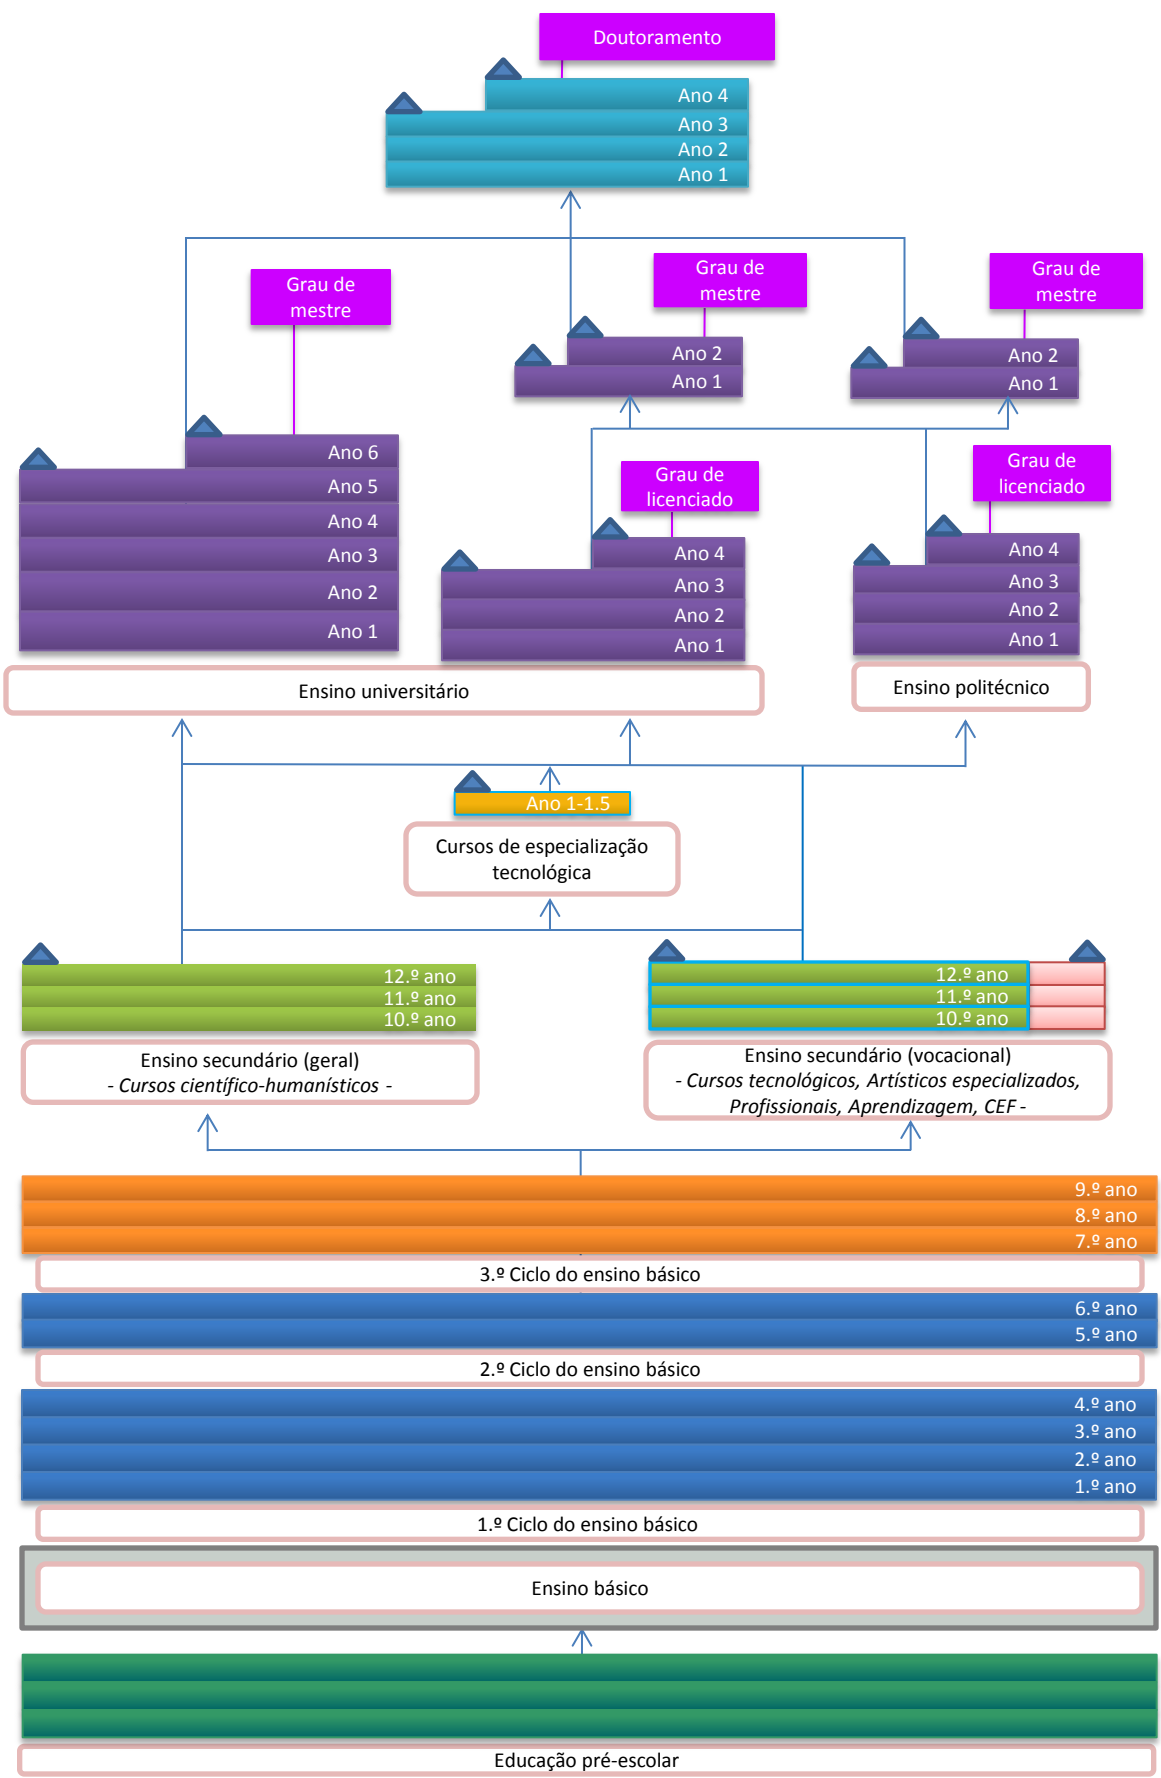 Doutoramento
Ano 4
Ano 3
Ano 2
Ano 1
Grau de
mestre
Grau de
mestre
Grau de
mestre
Ano 2
Ano 1
Ano 2
Ano 1
Ano 6
Ano 5
Ano 4
Ano 3
Ano 2
Ano 1
Grau de
licenciado
Ano 4
Ano 3
Ano 2
Ano 1
Grau de
licenciado
Ano 4
Ano 3
Ano 2
Ano 1
Ensino universitário
Ensino politécnico
Ano 1-1.5
Cursos de especialização
tecnológica
12.º ano
11.º ano
10.º ano
Ensino secundário (geral)
- Cursos científico-humanísticos -
12.º ano
11.º ano
10.º ano
Ensino secundário (vocacional)
- Cursos tecnológicos, Artísticos especializados,
Profissionais, Aprendizagem, CEF -
9.º ano
8.º ano
7.º ano
3.º Ciclo do ensino básico
6.º ano
5.º ano
2.º Ciclo do ensino básico
4.º ano
3.º ano
2.º ano
1.º ano
1.º Ciclo do ensino básico
Ensino básico
Educação pré-escolar